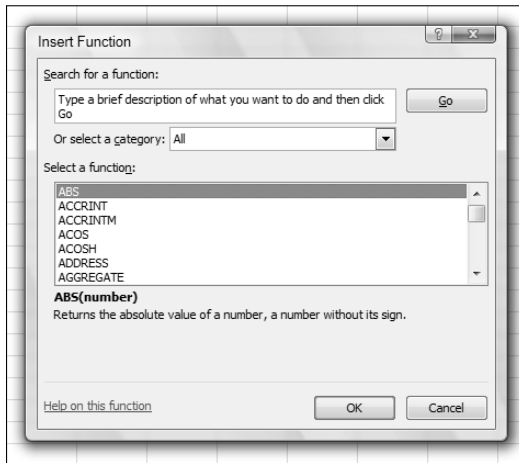 Insert Function
Search for a function:
Type a brief description of what you want to do and then click
Go
Go
Or select a category: All
Select a function:
ABS
ACCRINT
ACCRINTM
ACOS
ACOSH
ADDRESS
AGGREGATE
ABS(number)
Returns the absolute value of a number, a number without its sign.
Help on this function
OK
Cancel